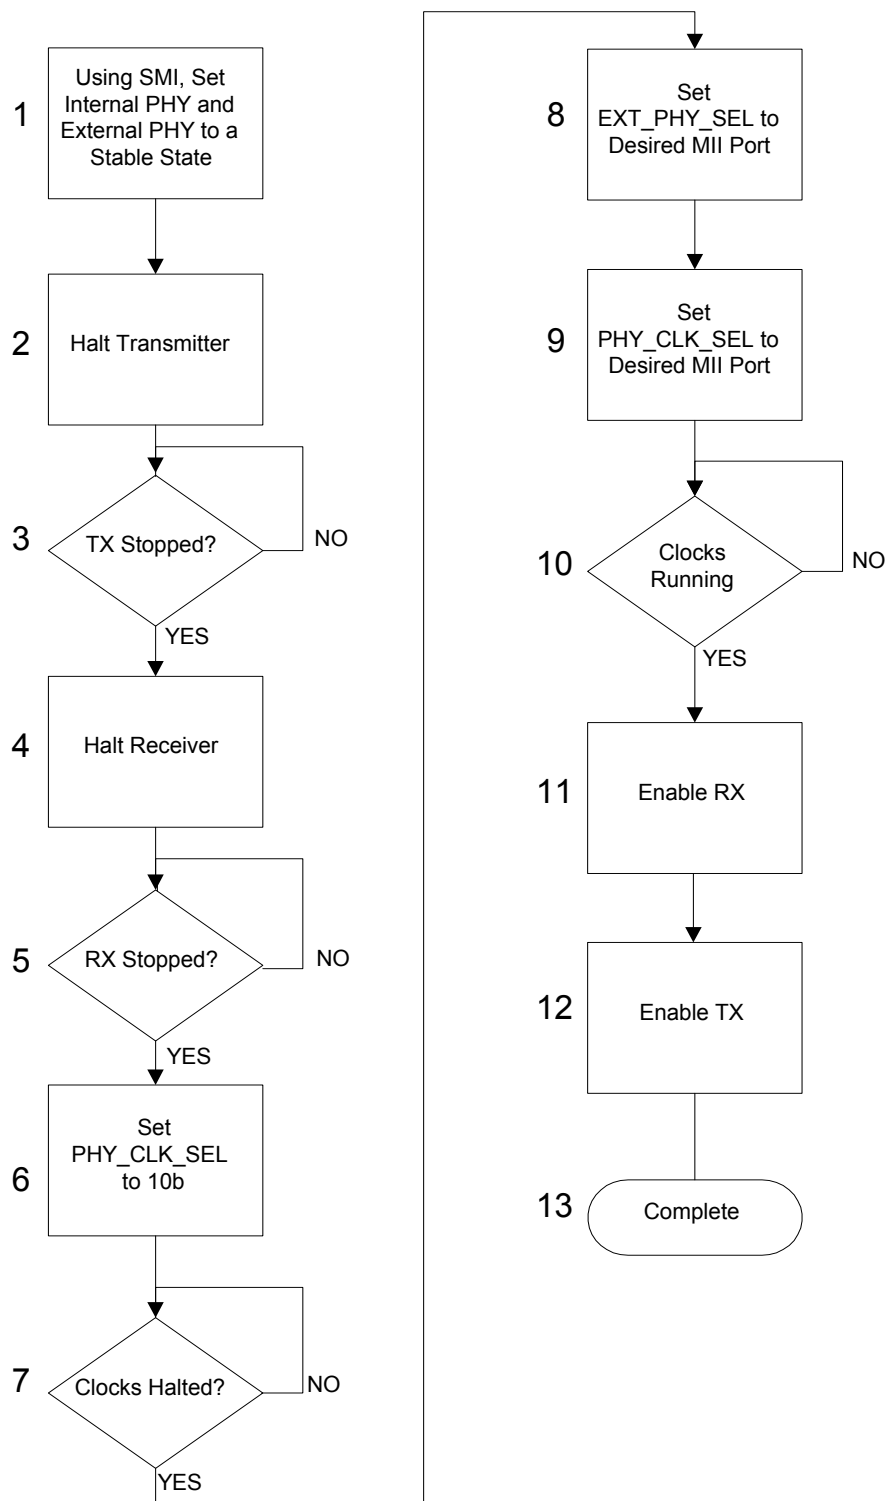 1
Using SMI, Set
Internal PHY and
External PHY to a
Stable State
2
Halt Transmitter
3
TX Stopped?
NO
YES
4
Halt Receiver
5
RX Stopped?
NO
YES
6
Set
PHY_CLK_SEL
to 10b
7
Clocks Halted?
NO
YES
8
Set
EXT_PHY_SEL to
Desired MII Port
9
Set
PHY_CLK_SEL to
Desired MII Port
10
Clocks
Running
NO
YES
11
Enable RX
12
Enable TX
13
Complete